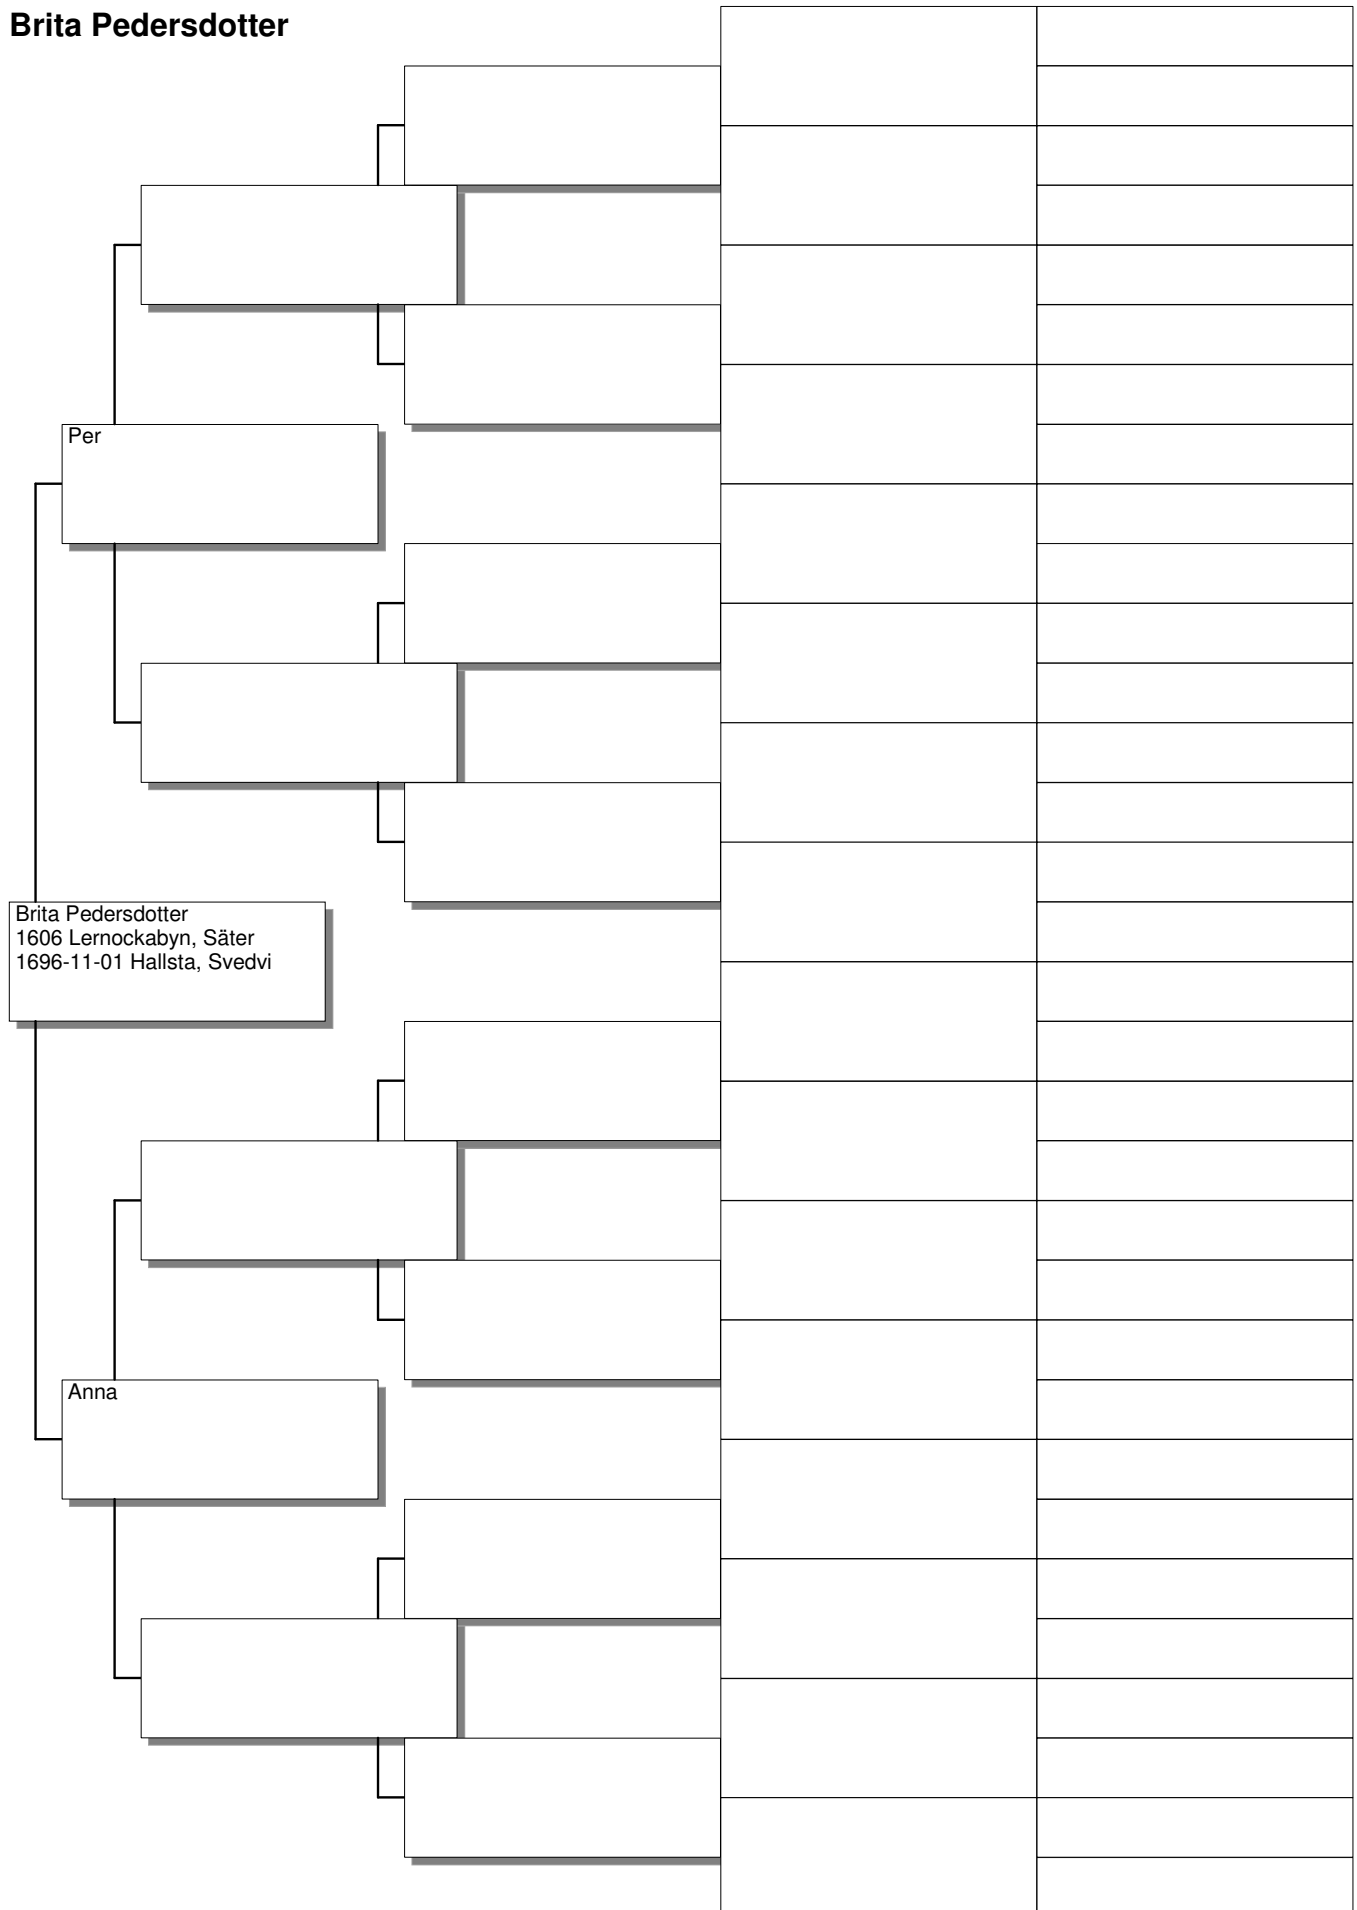 Brita Pedersdotter
Per
Brita Pedersdotter
1606 Lernockabyn, Säter
1696-11-01 Hallsta, Svedvi
Anna